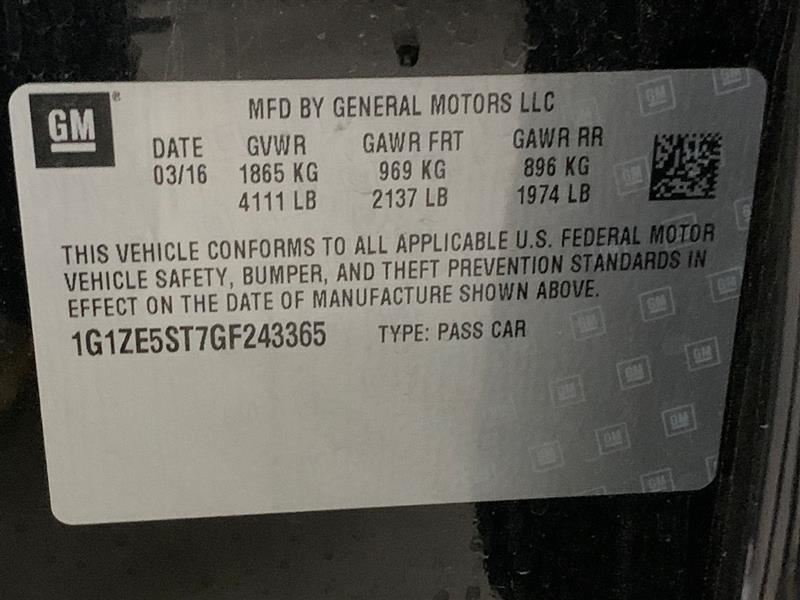 GM®
MFD BY GENERAL MOTORS LLC
DATE GVWR GAWR FRT GAWR RR
03/16 1865 KG 969 KG 896 KG
4111 LB 2137 LB 1974 LB
THIS VEHICLE CONFORMS TO ALL APPLICABLE U.S. FEDERAL MOTOR
VEHICLE SAFETY, BUMPER, AND THEFT PREVENTION STANDARDS IN
EFFECT ON THE DATE OF MANUFACTURE SHOWN ABOVE.
1G1ZE5ST7GF243365 TYPE: PASS CAR